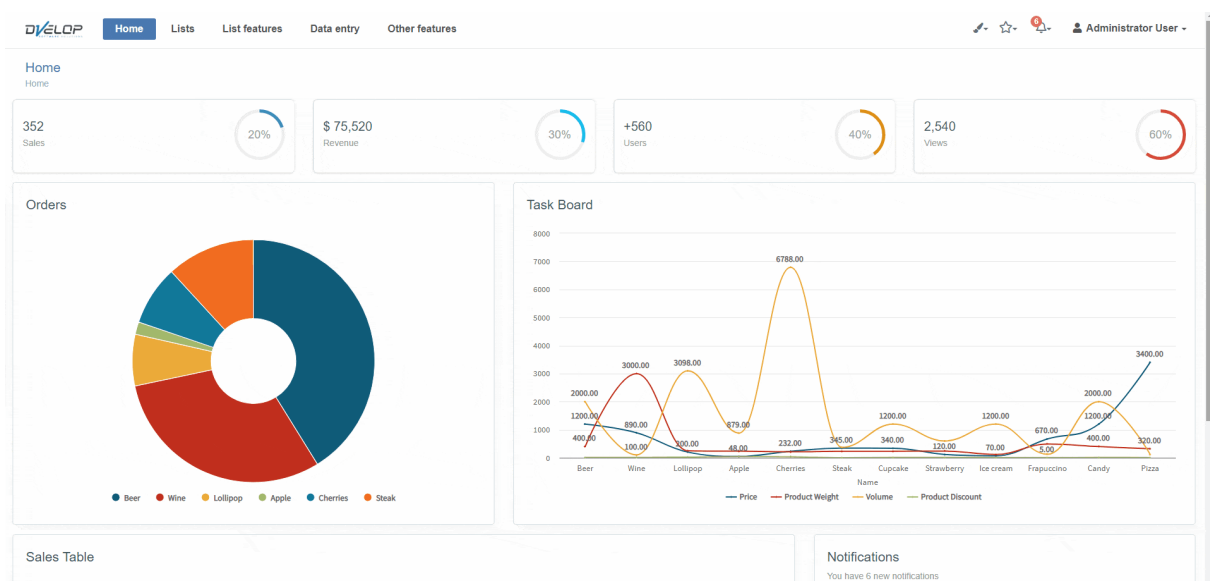 DVELOP Home Lists List features Data entry Other features 6 Administrator User
Home
Home
352
Sales
20%
$ 75,520
Revenue
30%
+560
Users
40%
2,540
Views
60%
Orders
Beer Wine Lollipop Apple Cherries Steak
Task Board
8000
7000
6000
5000
4000
3000
2000
1000
0
6788.00
3400.00
3000.00
3098.00
2000.00
2000.00
1200.00
1200.00
1200.00
1200.00
890.00
879.00
670.00
400.00
100.00
200.00
48.00
232.00
345.00
340.00
120.00
70.00
5.00
400.00
320.00
Beer Wine Lollipop Apple Cherries Steak Cupcake Strawberry Ice cream Frapuccino Candy Pizza
Name
Price Product Weight Volume Product Discount
Sales Table
Notifications
You have 6 new notifications